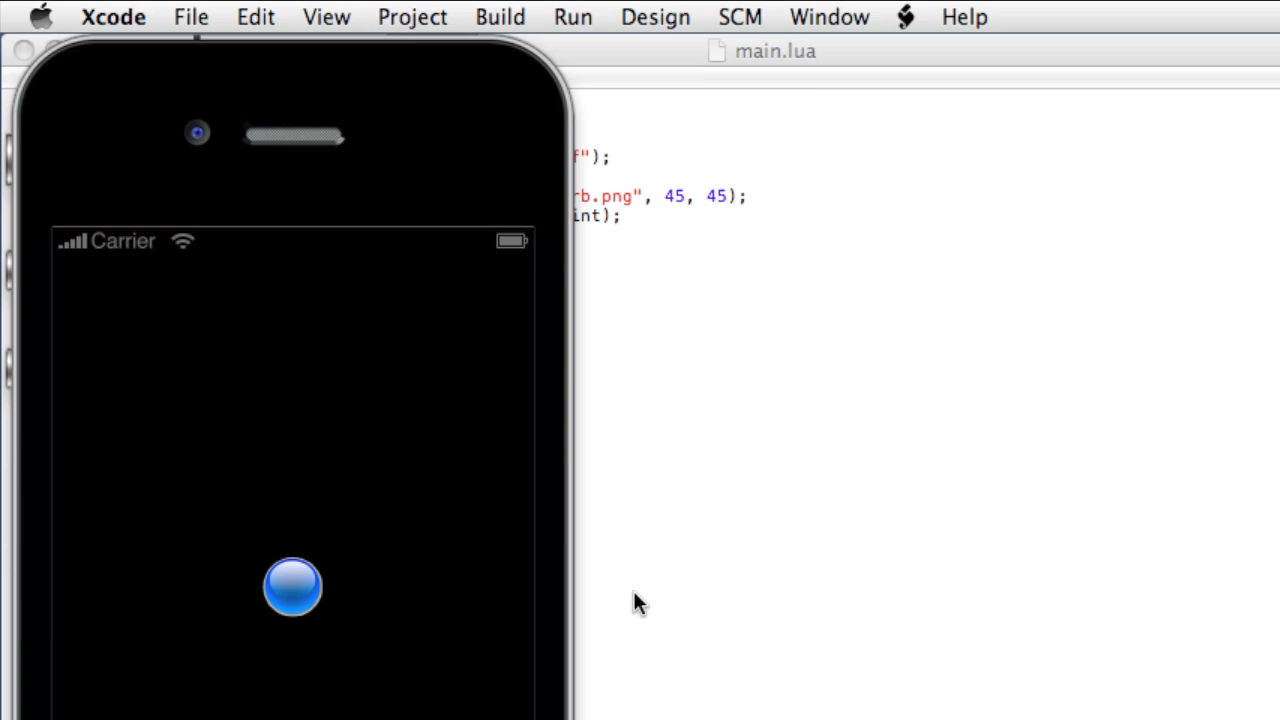 Xcode File Edit View Project Build Run Design SCM Window Help
main.lua
f");
rb.png", 45, 45);
int);
Carrier